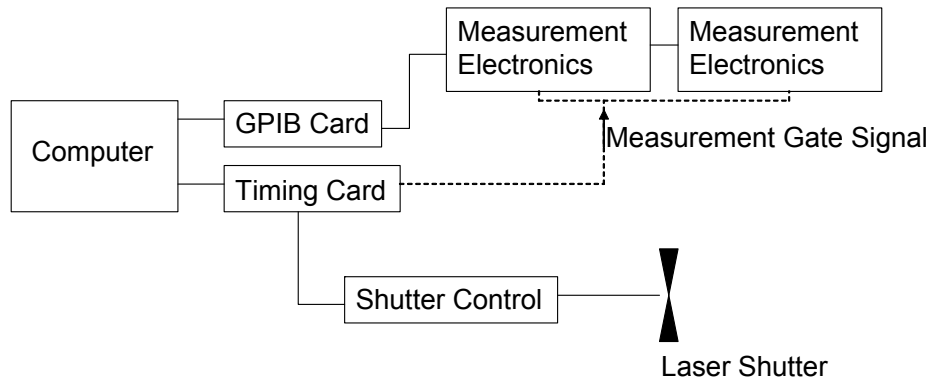 Measurement
Electronics
Measurement
Electronics
GPIB Card
Computer
Measurement Gate Signal
Timing Card
Shutter Control
Laser Shutter